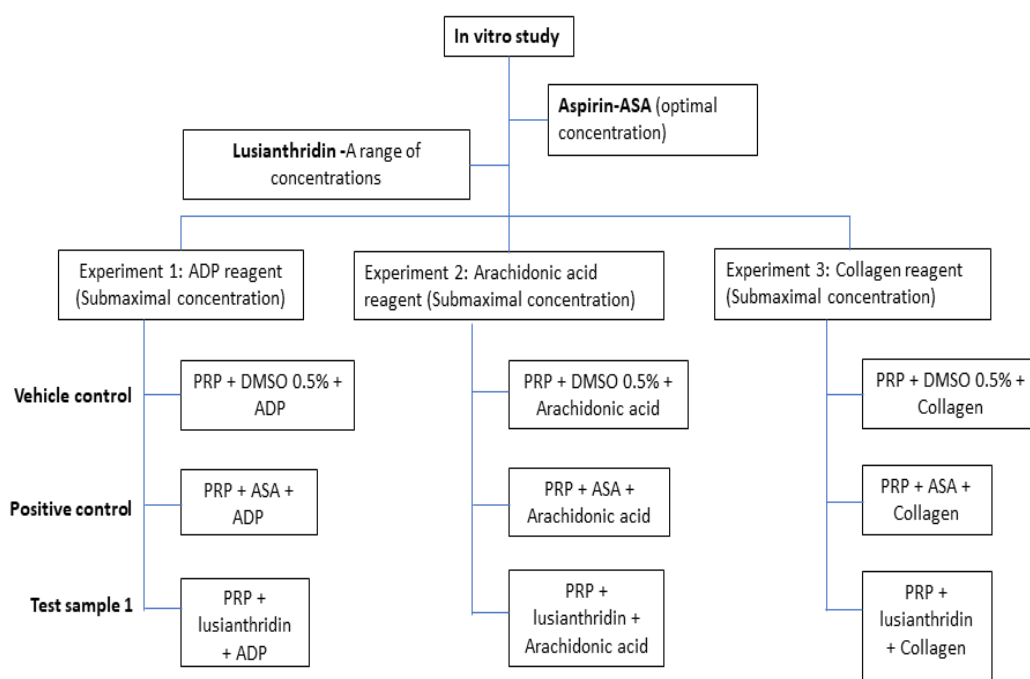 In vitro study
Aspirin-ASA (optimal
concentration)
Lusianthridin -A range of
concentrations
Experiment 1: ADP reagent
(Submaximal concentration)
Experiment 2: Arachidonic acid
reagent (Submaximal concentration)
Experiment 3: Collagen reagent
(Submaximal concentration)
Vehicle control
PRP + DMSO 0.5% +
ADP
PRP + DMSO 0.5% +
Arachidonic acid
PRP + DMSO 0.5% +
Collagen
Positive control
PRP + ASA +
ADP
PRP + ASA +
Arachidonic acid
PRP + ASA +
Collagen
Test sample 1
PRP +
lusianthridin
+ ADP
PRP +
lusianthridin +
Arachidonic acid
PRP +
lusianthridin
+ Collagen